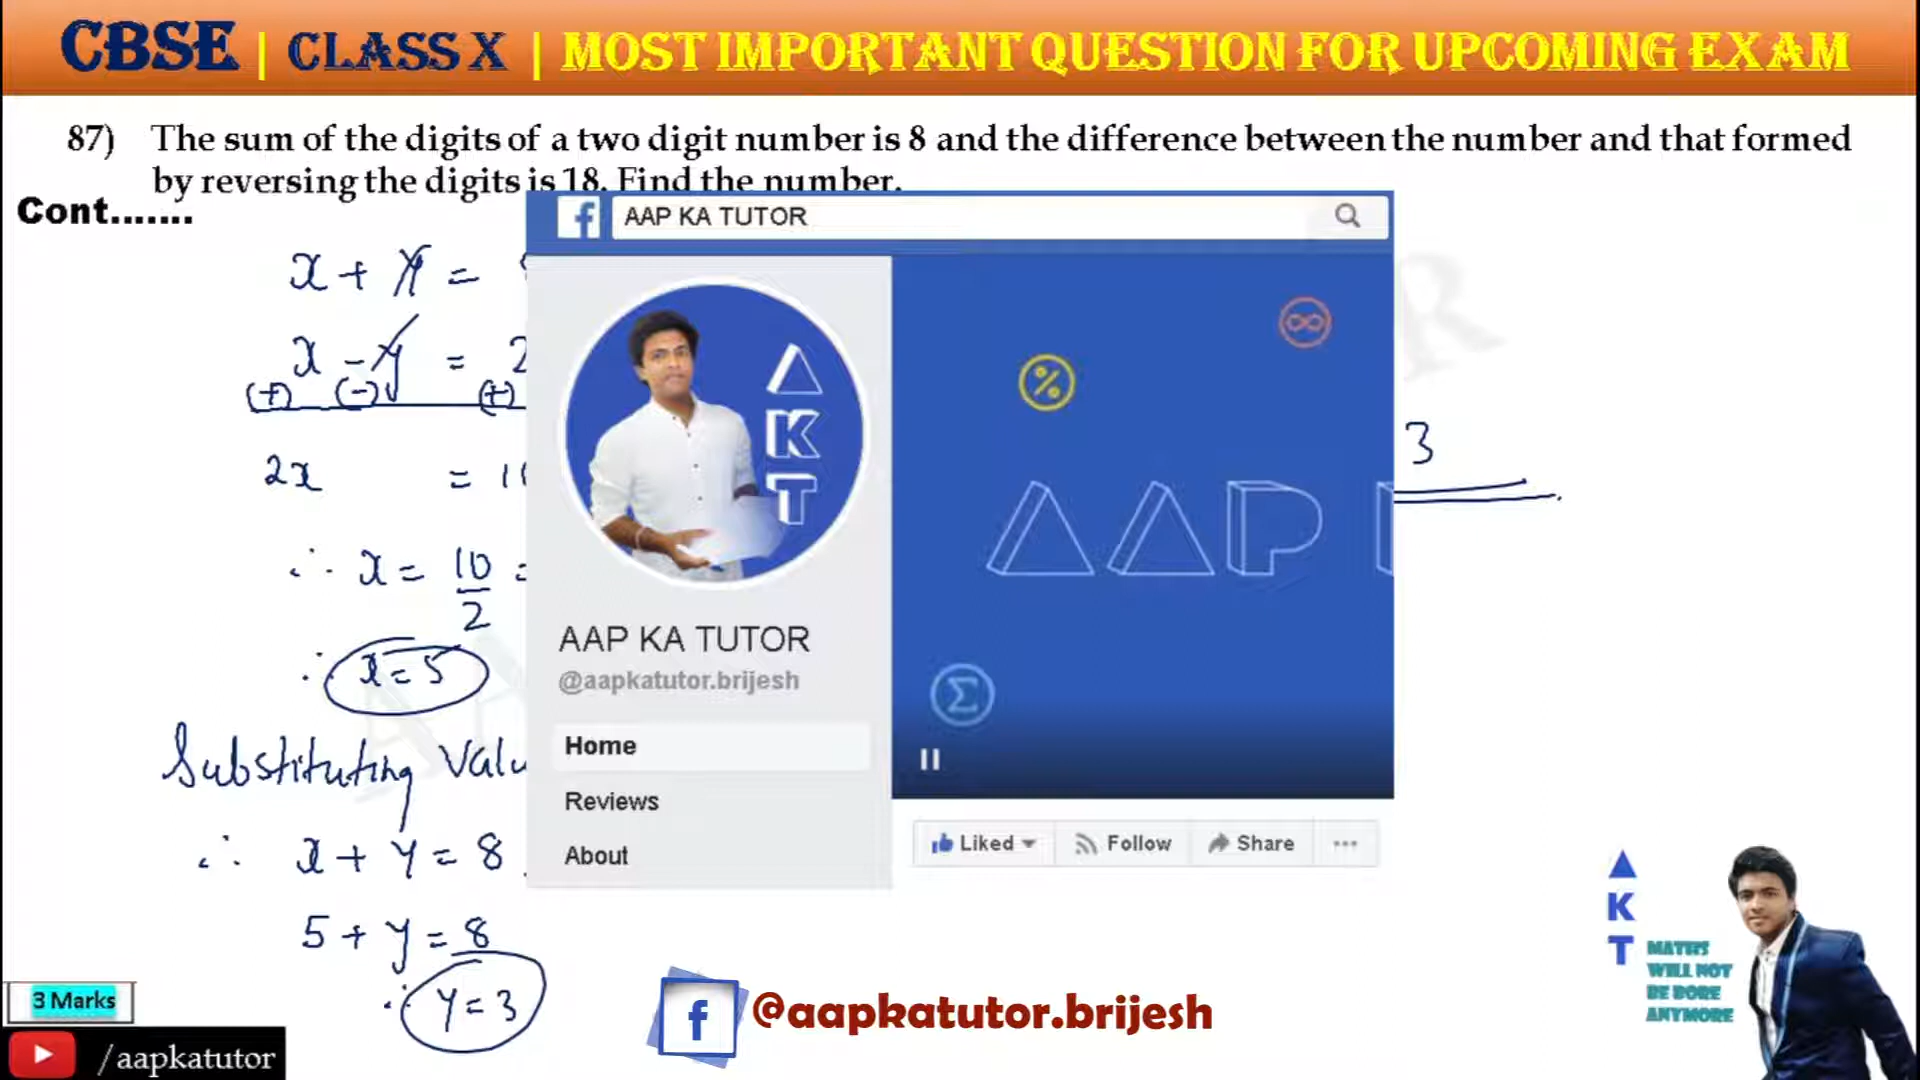 CBSE | CLASS X | MOST IMPORTANT QUESTION FOR UPCOMING EXAM
87) The sum of the digits of a two digit number is 8 and the difference between the number and that formed
by reversing the digits is 18. Find the number.
Cont.......
x + y =
x - y = 2
(+) (-) (+)
2x =
∴ x = 10/2 =
∴ x = 5
Substituting
∴ x + y = 8
5 + y = 8
∴ y = 3
3
AAP KA TUTOR
AKT
AAP
AAP KA TUTOR
@aapkatutor.brijesh
Home
Reviews
About
Liked Follow Share ...
@aapkatutor.brijesh
AKT
MATHS
WILL NOT
BE BORE
ANYMORE
3 Marks
/aapkatutor